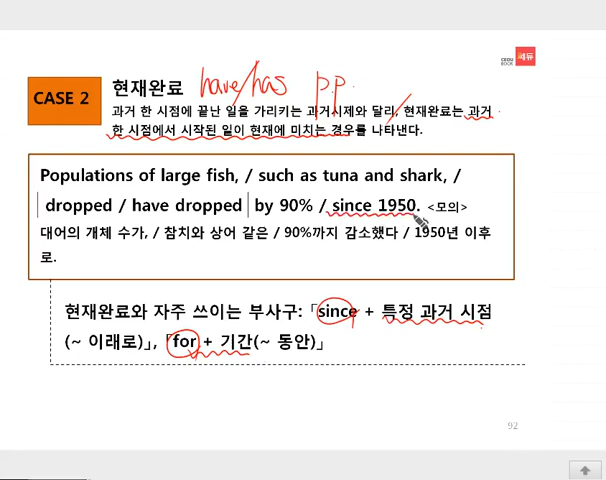 쎄듀
CASE 2
현재완료 have/has p.p.
과거 한 시점에 끝난 일을 가리키는 과거시제와 달리, 현재완료는 과거
한 시점에서 시작된 일이 현재에 미치는 경우를 나타낸다.
Populations of large fish, / such as tuna and shark, /
dropped / have dropped by 90% / since 1950. <모의>
대어의 개체 수가, / 참치와 상어 같은 / 90%까지 감소했다 / 1950년 이후
로.
현재완료와 자주 쓰이는 부사구: 「since + 특정 과거 시점
(~ 이래로)」, 「for + 기간(~ 동안)」
92